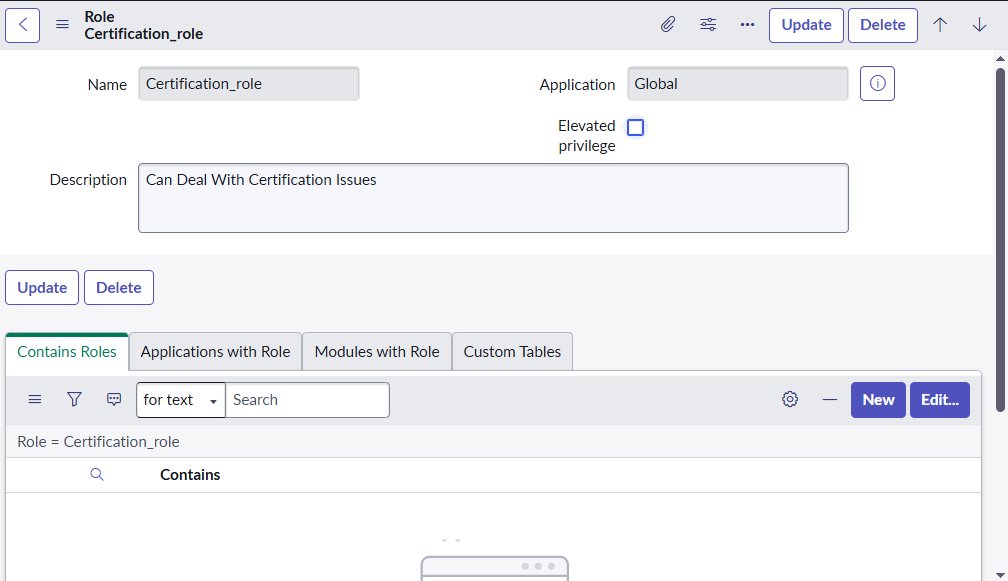 Role
Certification_role
Update
Delete
Name
Certification_role
Application
Global
Elevated
privilege
Description
Can Deal With Certification Issues
Update
Delete
Contains Roles
Applications with Role
Modules with Role
Custom Tables
for text
Search
New
Edit...
Role = Certification_role
Contains